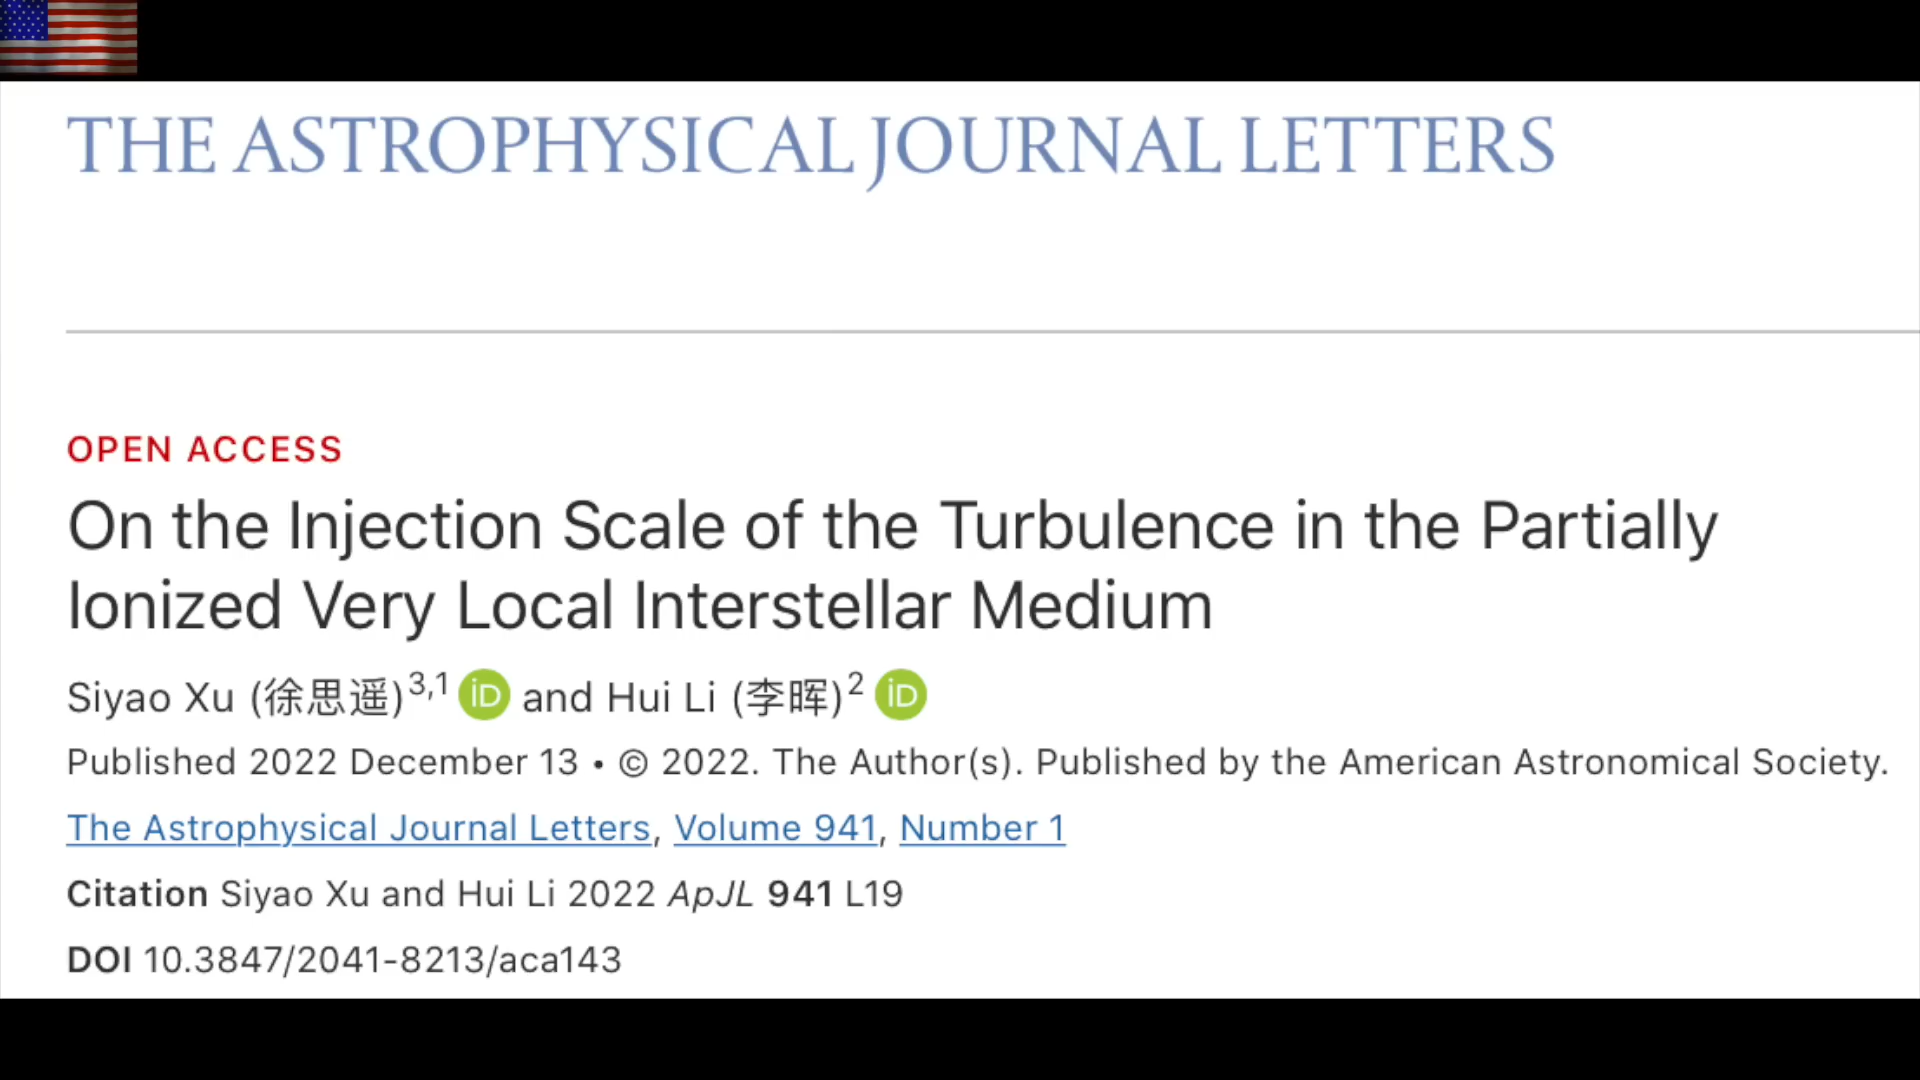 THE ASTROPHYSICAL JOURNAL LETTERS
OPEN ACCESS
On the Injection Scale of the Turbulence in the Partially
Ionized Very Local Interstellar Medium
Siyao Xu (徐思遥)3,1 iD and Hui Li (李晖)2 iD
Published 2022 December 13 • © 2022. The Author(s). Published by the American Astronomical Society.
The Astrophysical Journal Letters, Volume 941, Number 1
Citation Siyao Xu and Hui Li 2022 ApJL 941 L19
DOI 10.3847/2041-8213/aca143